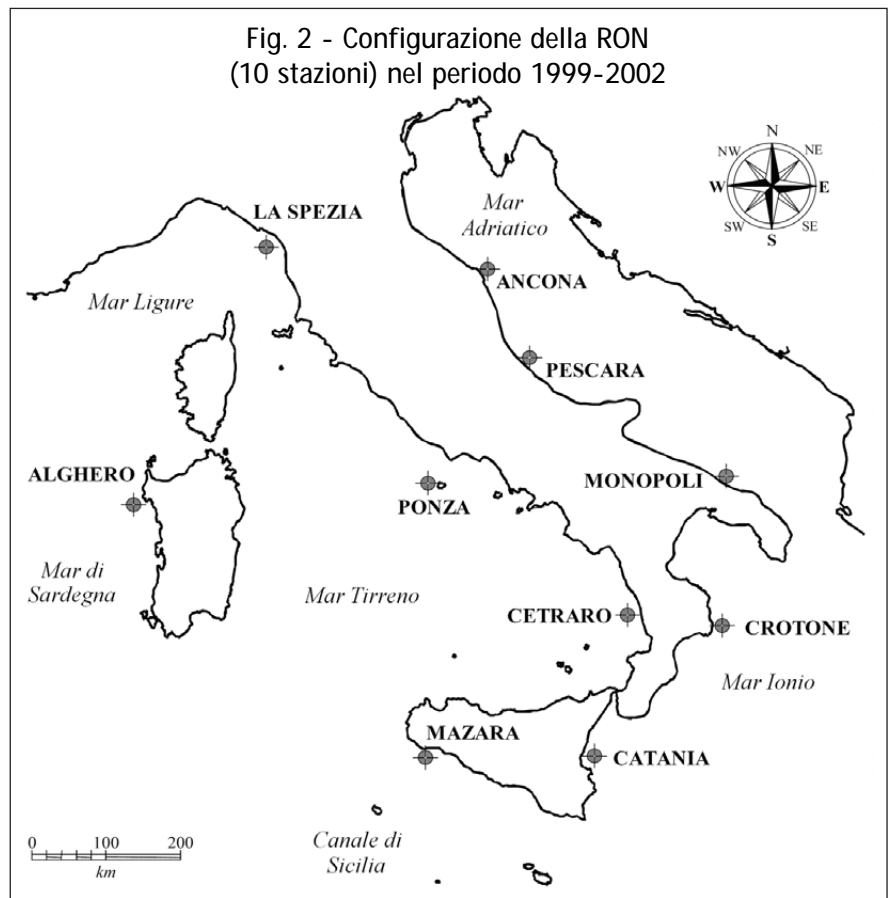 Fig. 2 - Configurazione della RON
(10 stazioni) nel periodo 1999-2002
N
NW
NE
W
E
SW
SE
S
LA SPEZIA
Mar
Adriatico
ANCONA
Mar Ligure
PESCARA
ALGHERO
MONOPOLI
PONZA
Mar di
Sardegna
Mar Tirreno
CETRARO
CROTONE
Mar Ionio
MAZARA
CATANIA
Canale di
Sicilia
0 100 200
km